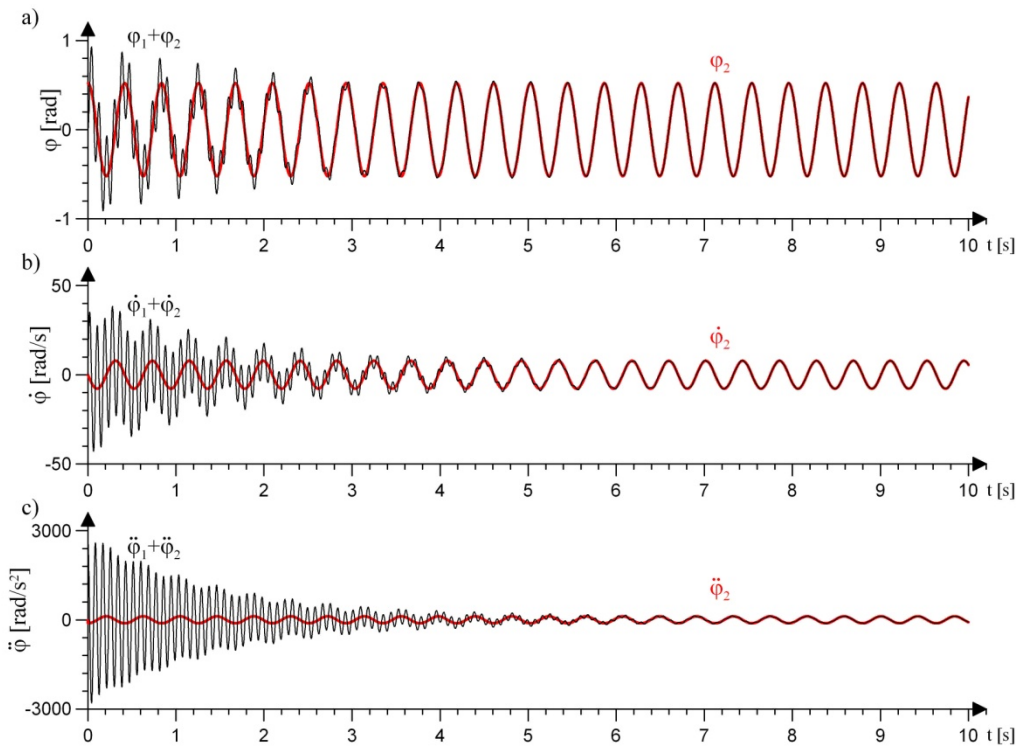 a)
1
φ₁+φ₂
φ₂
φ [rad]
0
-1
0 1 2 3 4 5 6 7 8 9 10 t [s]
b)
50
φ̇₁+φ̇₂
φ̇₂
φ̇ [rad/s]
0
-50
0 1 2 3 4 5 6 7 8 9 10 t [s]
c)
3000
φ̈₁+φ̈₂
φ̈₂
φ̈ [rad/s²]
0
-3000
0 1 2 3 4 5 6 7 8 9 10 t [s]